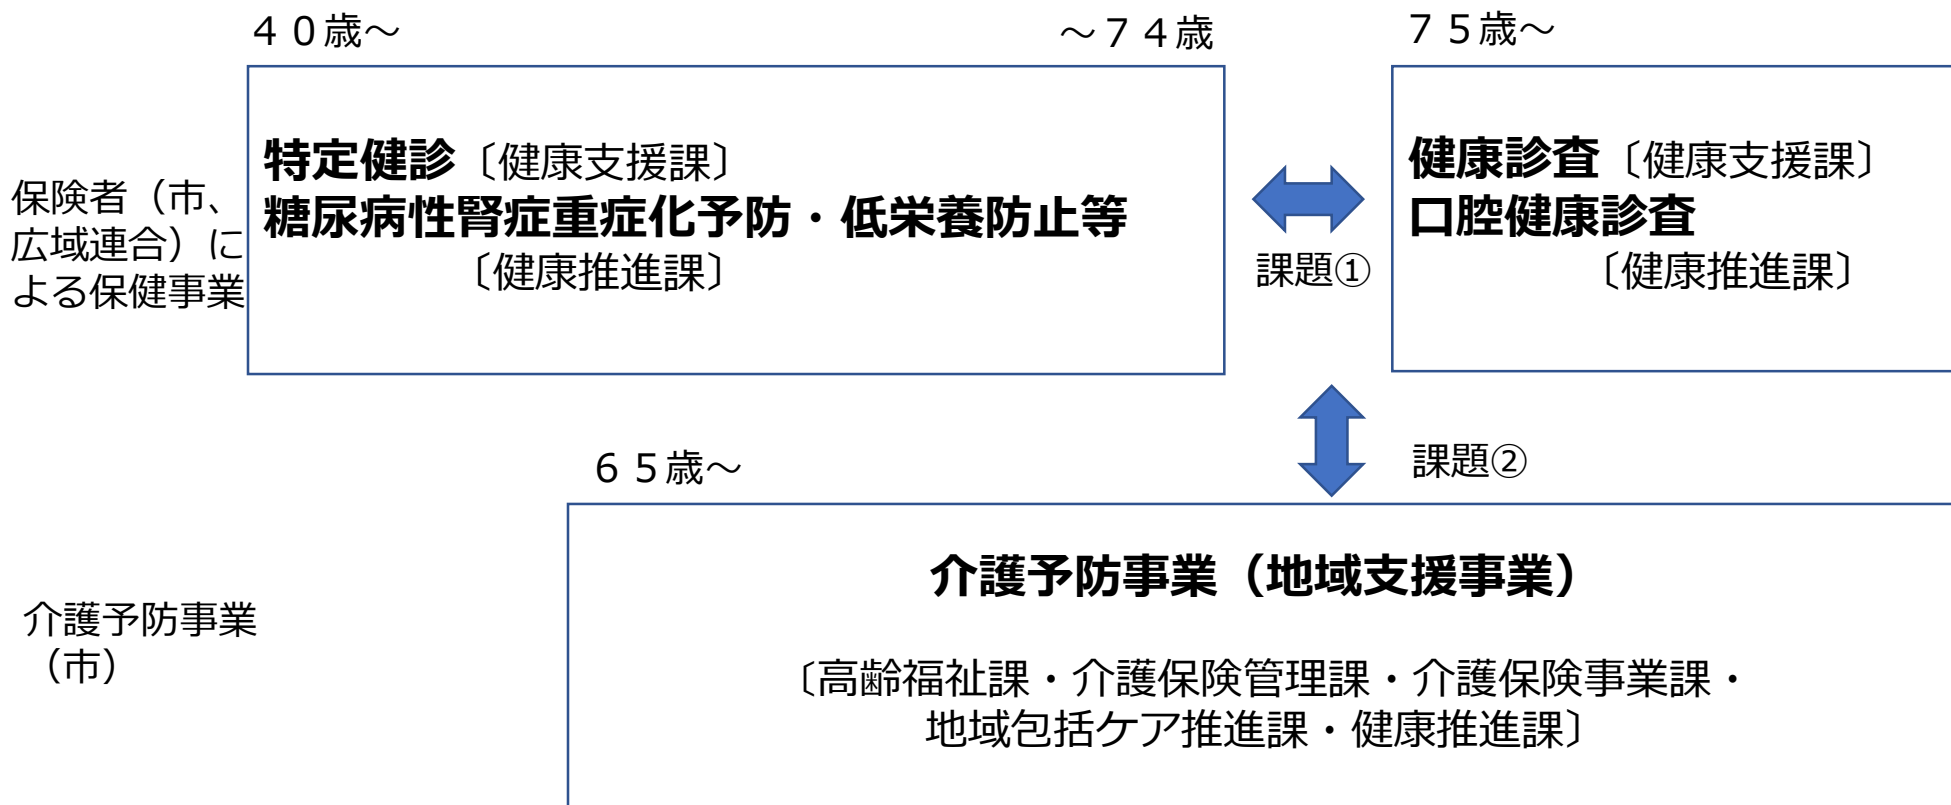 ４０歳～
～７４歳
７５歳～
保険者（市、
広域連合）に
よる保健事業
特定健診〔健康支援課〕
糖尿病性腎症重症化予防・低栄養防止等
〔健康推進課〕
課題①
健康診査〔健康支援課〕
口腔健康診査
〔健康推進課〕
課題②
６５歳～
介護予防事業
（市）
介護予防事業（地域支援事業）
〔高齢福祉課・介護保険管理課・介護保険事業課・
地域包括ケア推進課・健康推進課〕